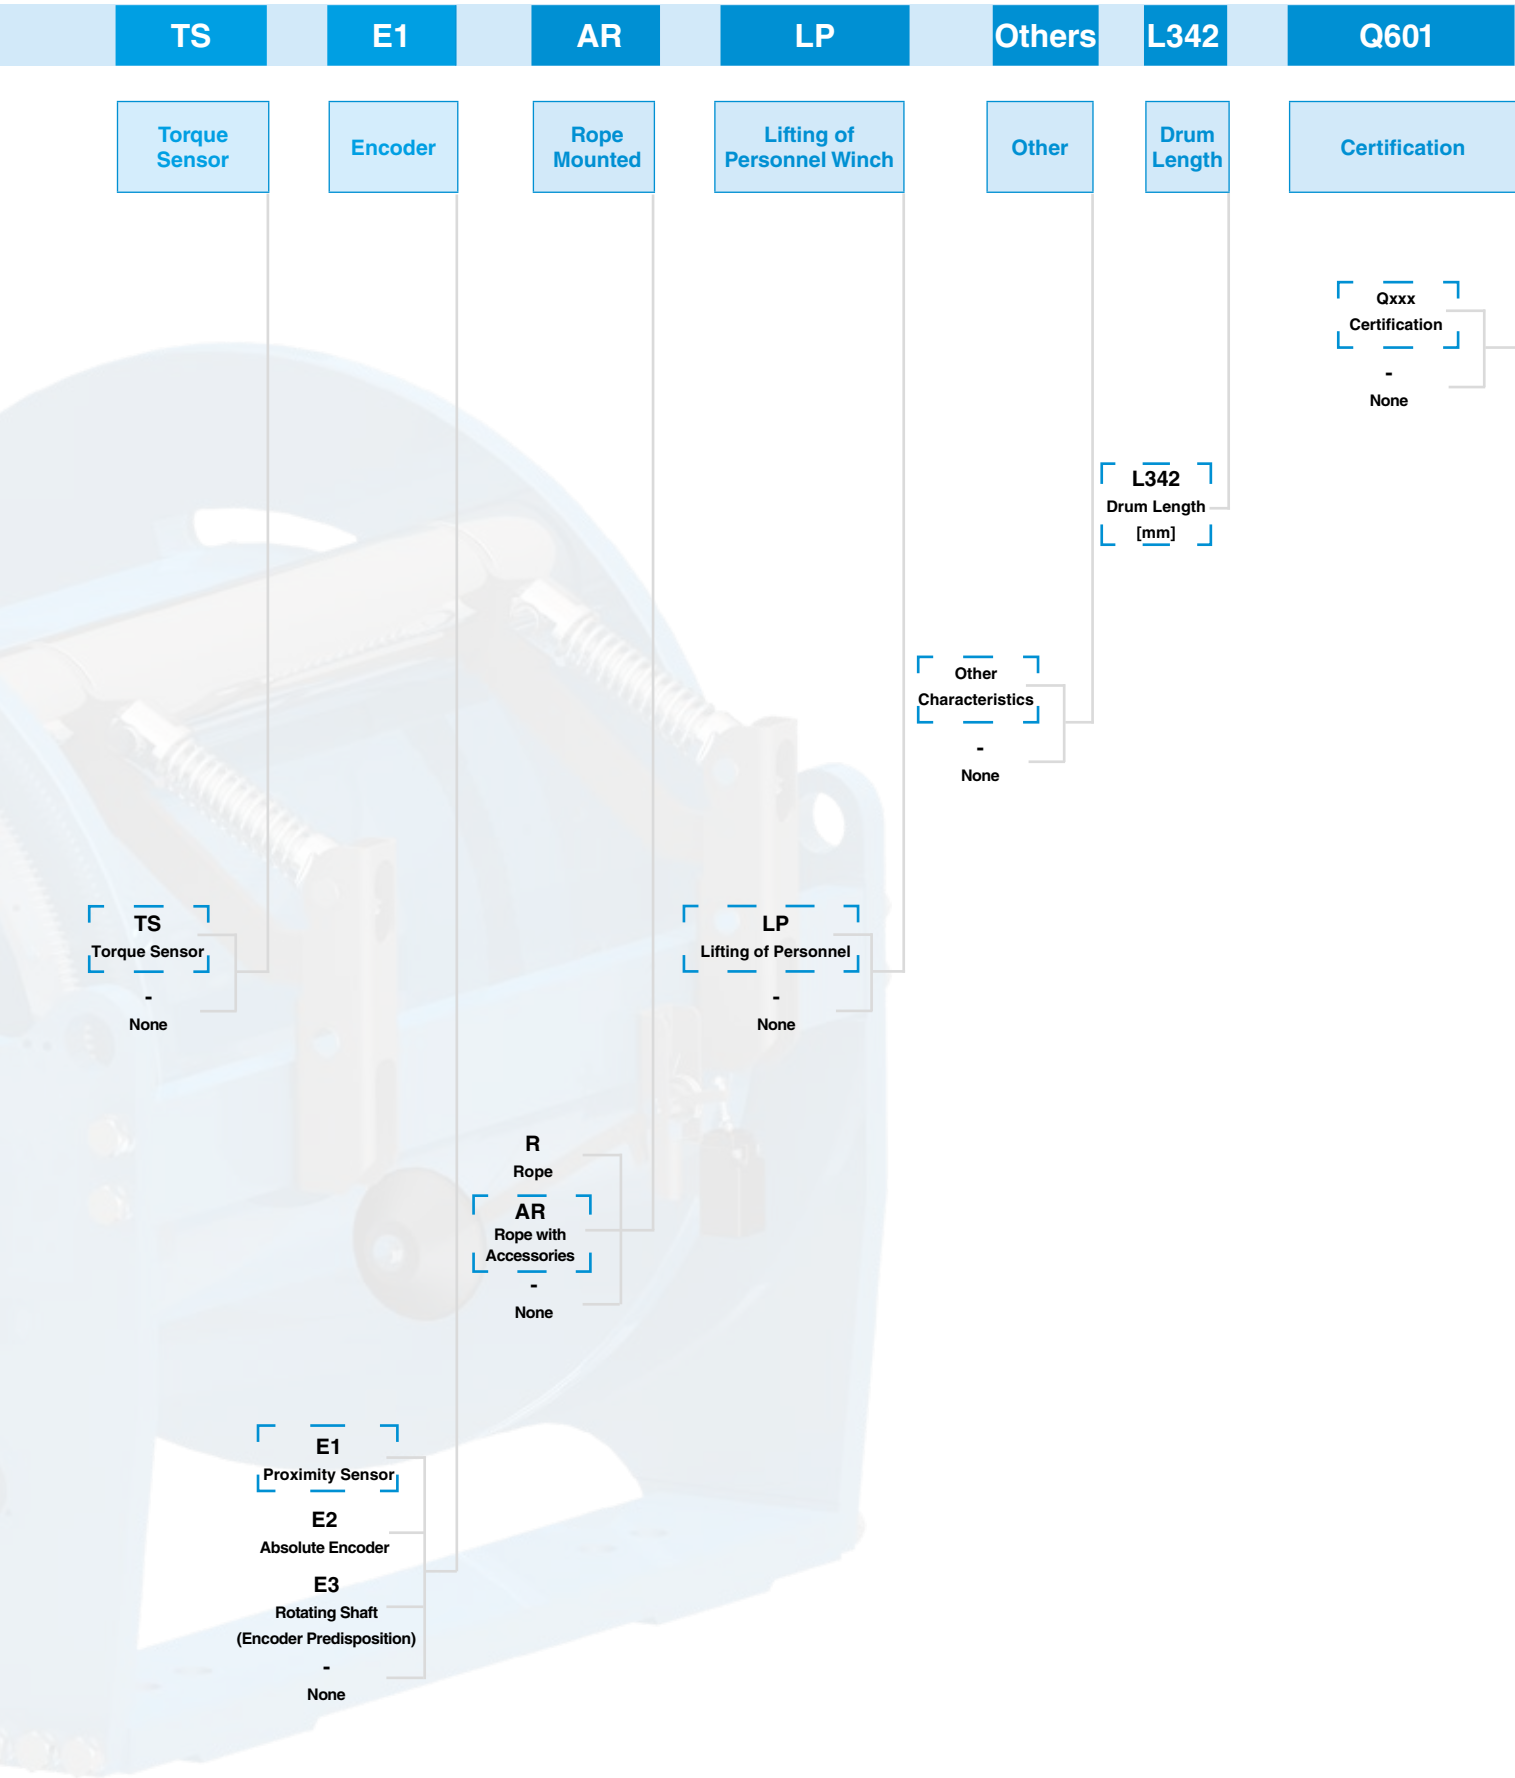 TS
E1
AR
LP
Others
L342
Q601
Torque
Sensor
Encoder
Rope
Mounted
Lifting of
Personnel Winch
Other
Drum
Length
Certification
Qxxx
Certification
-
None
L342
Drum Length
[mm]
Other
Characteristics
-
None
TS
Torque Sensor
-
None
LP
Lifting of Personnel
-
None
R
Rope
AR
Rope with
Accessories
-
None
E1
Proximity Sensor
E2
Absolute Encoder
E3
Rotating Shaft
(Encoder Predisposition)
-
None